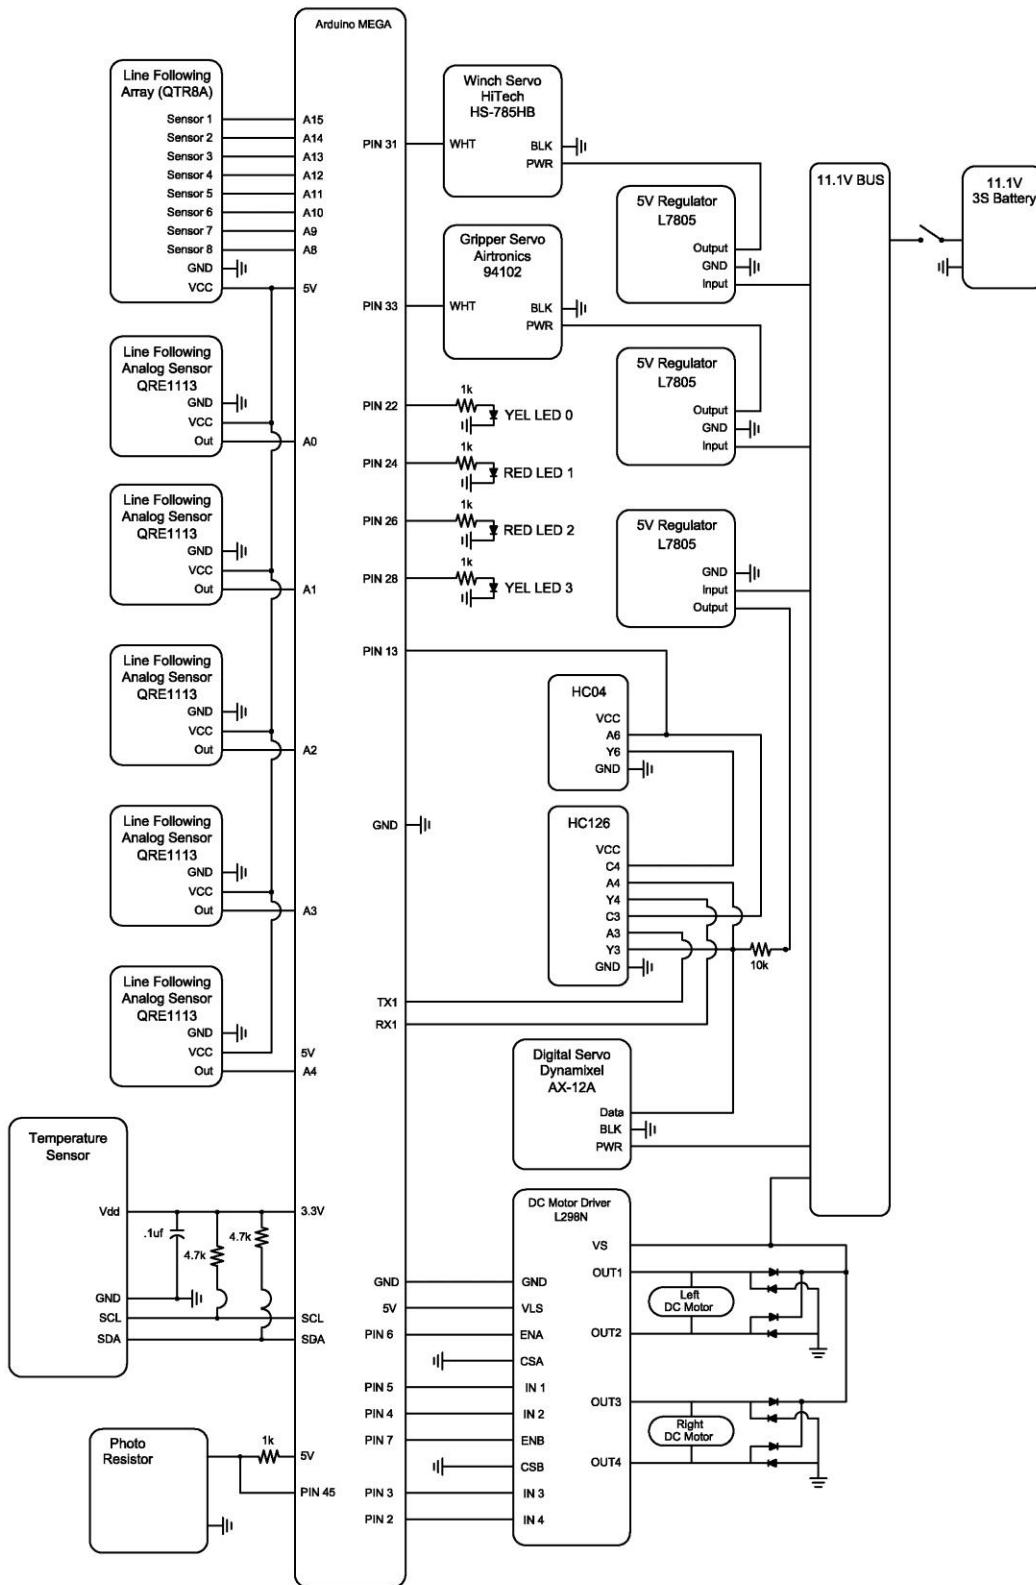 Arduino MEGA
Line Following
Array (QTR8A)
Sensor 1
Sensor 2
Sensor 3
Sensor 4
Sensor 5
Sensor 6
Sensor 7
Sensor 8
GND
VCC
A15
A14
A13
A12
A11
A10
A9
A8
5V
Line Following
Analog Sensor
QRE1113
GND
VCC
Out
A0
Line Following
Analog Sensor
QRE1113
GND
VCC
Out
A1
Line Following
Analog Sensor
QRE1113
GND
VCC
Out
A2
Line Following
Analog Sensor
QRE1113
GND
VCC
Out
A3
Line Following
Analog Sensor
QRE1113
GND
VCC
Out
5V
A4
Temperature
Sensor
Vdd
GND
SCL
SDA
.1uf
4.7k
4.7k
3.3V
SCL
SDA
Photo
Resistor
1k
5V
PIN 45
PIN 31
PIN 33
PIN 22
PIN 24
PIN 26
PIN 28
PIN 13
GND
TX1
RX1
GND
5V
PIN 6
PIN 5
PIN 4
PIN 7
PIN 3
PIN 2
Winch Servo
HiTech
HS-785HB
WHT
BLK
PWR
Gripper Servo
Airtronics
94102
WHT
BLK
PWR
1k
YEL LED 0
1k
RED LED 1
1k
RED LED 2
1k
YEL LED 3
5V Regulator
L7805
Output
GND
Input
5V Regulator
L7805
Output
GND
Input
5V Regulator
L7805
GND
Input
Output
HC04
VCC
A6
Y6
GND
HC126
VCC
C4
A4
Y4
C3
A3
Y3
GND
10k
Digital Servo
Dynamixel
AX-12A
Data
BLK
PWR
DC Motor Driver
L298N
VS
OUT1
OUT2
OUT3
OUT4
GND
VLS
ENA
CSA
IN 1
IN 2
ENB
CSB
IN 3
IN 4
Left
DC Motor
Right
DC Motor
11.1V BUS
11.1V
3S Battery